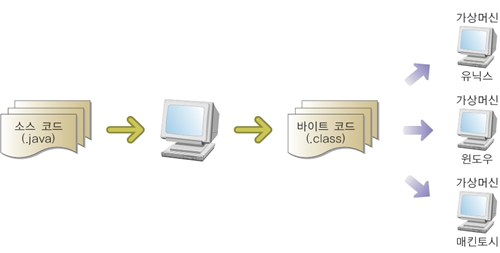 소스 코드
(.java)
바이트 코드
(.class)
가상머신
유닉스
가상머신
윈도우
가상머신
매킨토시